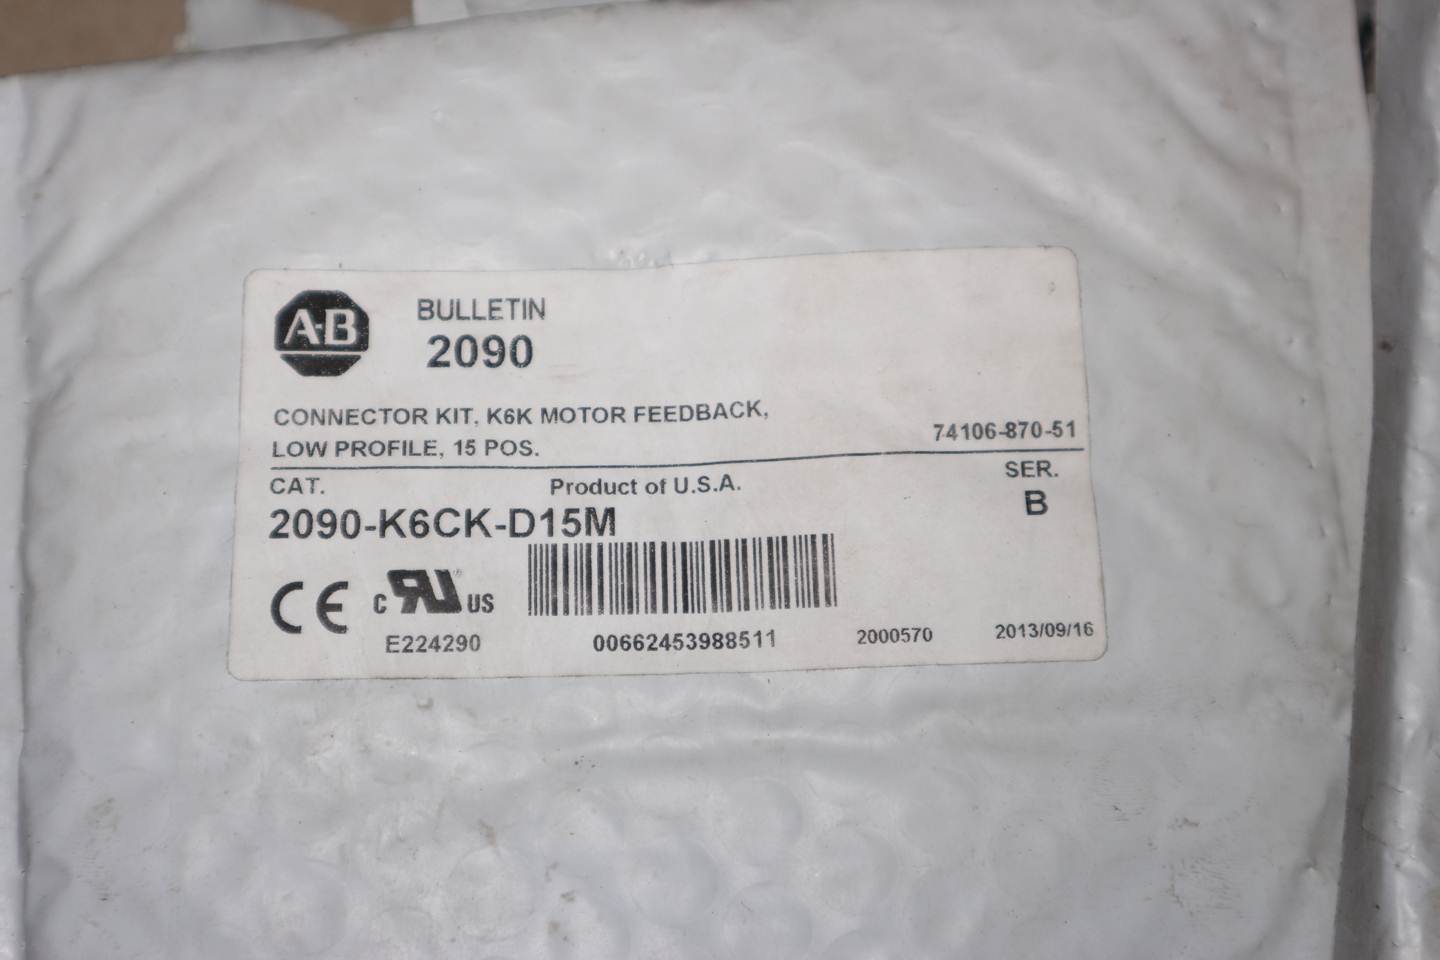 A-B
BULLETIN
2090
CONNECTOR KIT, K6K MOTOR FEEDBACK,
LOW PROFILE, 15 POS.
74106-870-51
CAT.
Product of U.S.A.
SER.
2090-K6CK-D15M
B
CE
c RU US
E224290
00662453988511
2000570
2013/09/16